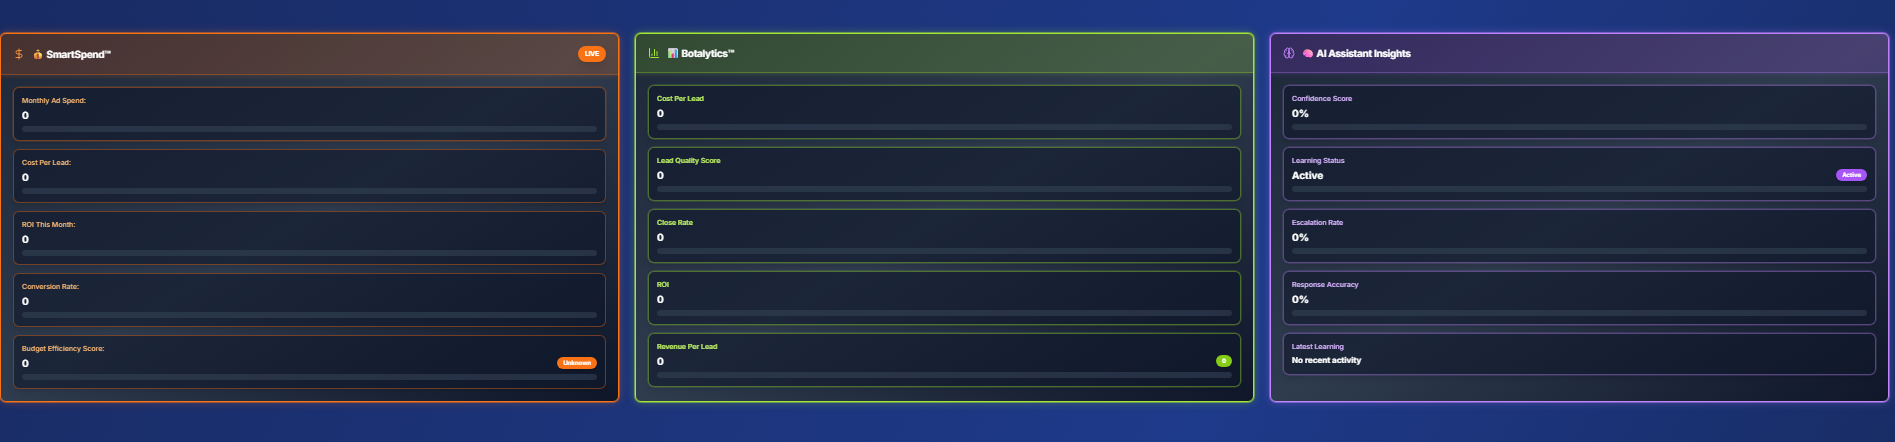 SmartSpend™
LIVE
Monthly Ad Spend:
0
Cost Per Lead:
0
ROI This Month:
0
Conversion Rate:
0
Budget Efficiency Score:
0
Unknown
Botalytics™
Cost Per Lead
0
Lead Quality Score
0
Close Rate
0
ROI
0
Revenue Per Lead
0
0
AI Assistant Insights
Confidence Score
0%
Learning Status
Active
Active
Escalation Rate
0%
Response Accuracy
0%
Latest Learning
No recent activity